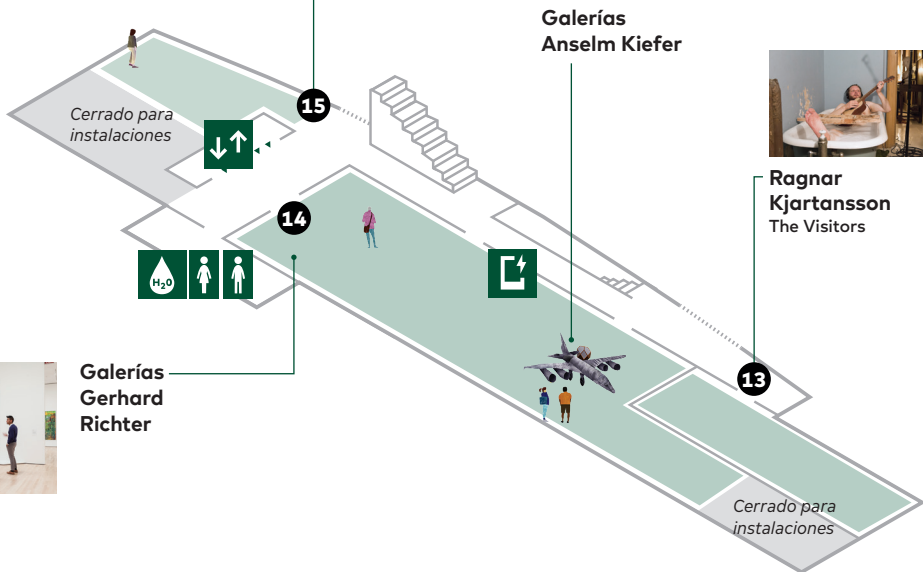 Galerías
Anselm Kiefer
15
Cerrado para
instalaciones
14
Ragnar
Kjartansson
The Visitors
H₂0
Galerías
Gerhard
Richter
13
Cerrado para
instalaciones